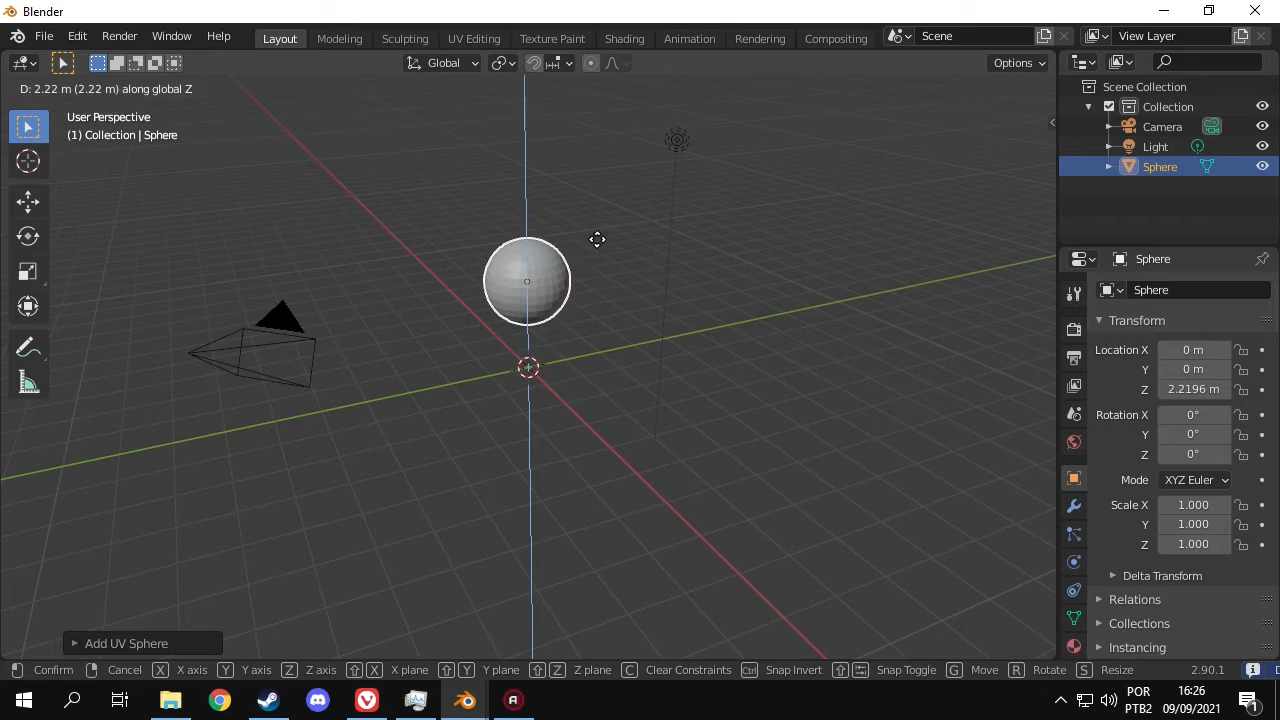 Blender
File Edit Render Window Help Layout Modeling Sculpting UV Editing Texture Paint Shading Animation Rendering Compositing Scene View Layer
Global Options
D: 2.22 m (2.22 m) along global Z
User Perspective
(1) Collection | Sphere
Scene Collection
Collection
Camera
Light
Sphere
Sphere
Sphere
Transform
Location X 0 m
Y 0 m
Z 2.2196 m
Rotation X 0°
Y 0°
Z 0°
Mode XYZ Euler
Scale X 1.000
Y 1.000
Z 1.000
Delta Transform
Relations
Collections
Instancing
Add UV Sphere
Confirm Cancel X X axis Y Y axis Z Z axis X X plane Y Y plane Z Z plane C Clear Constraints Ctrl Snap Invert Snap Toggle G Move R Rotate S Resize 2.90.1
POR 16:26
PTB2 09/09/2021 1